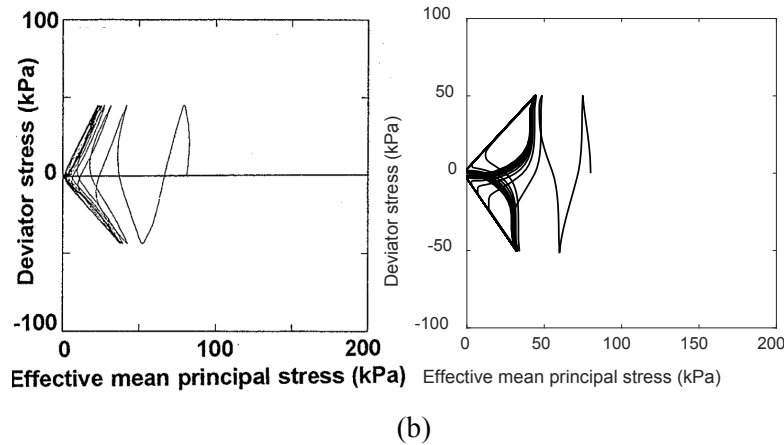 100
0
-100
Deviator stress (kPa)
0 100 200
Effective mean principal stress (kPa)
100
50
0
-50
-100
Deviator stress (kPa)
0 50 100 150 200
Effective mean principal stress (kPa)
(b)